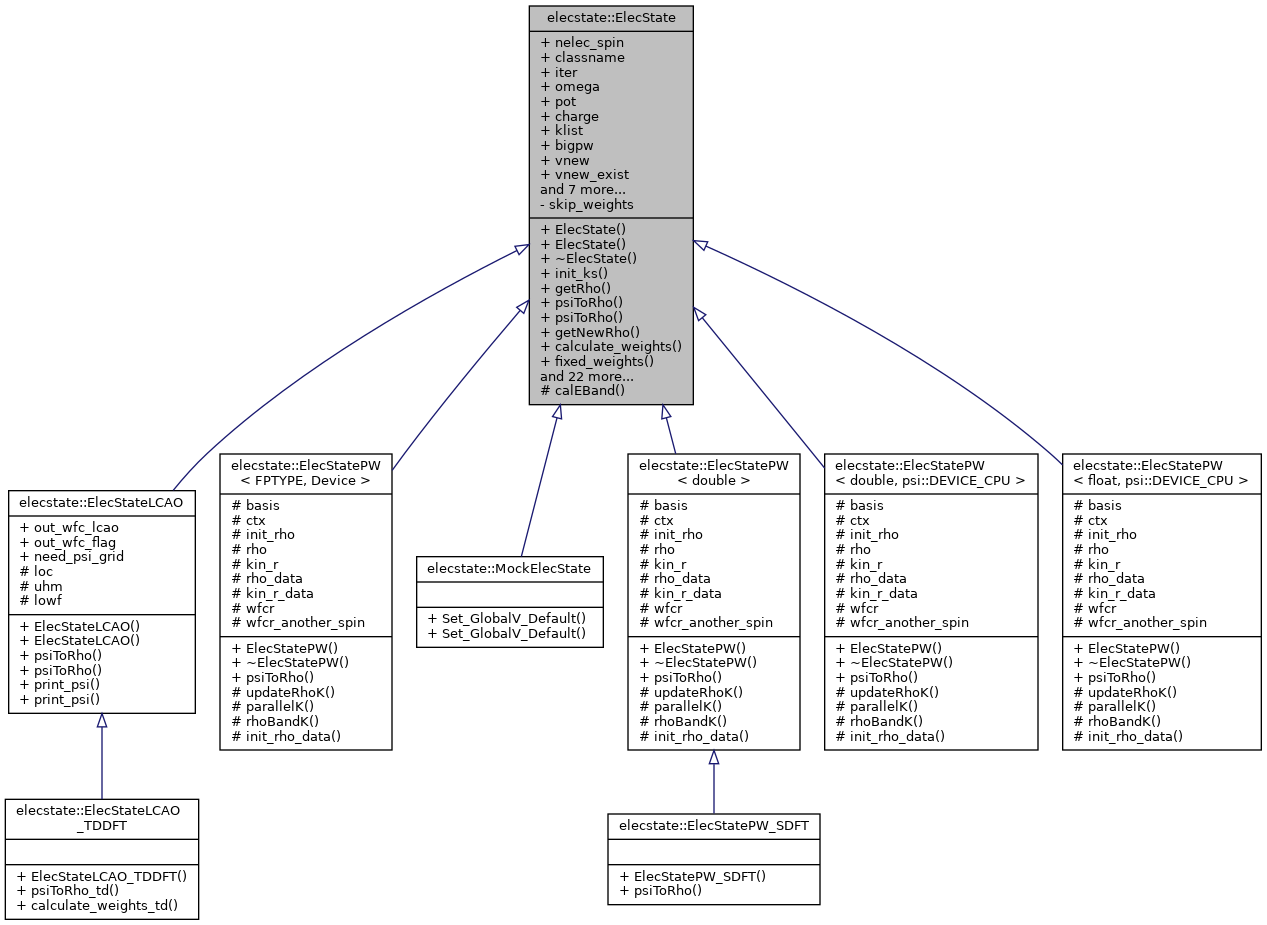 elecstate::ElecState
+ nelec_spin
+ classname
+ iter
+ omega
+ pot
+ charge
+ klist
+ bigpw
+ vnew
+ vnew_exist
and 7 more...
- skip_weights
+ ElecState()
+ ElecState()
+ ~ElecState()
+ init_ks()
+ getRho()
+ psiToRho()
+ psiToRho()
+ getNewRho()
+ calculate_weights()
+ fixed_weights()
and 22 more...
# calEBand()
elecstate::ElecStateLCAO
+ out_wfc_lcao
+ out_wfc_flag
+ need_psi_grid
# loc
# uhm
# lowf
+ ElecStateLCAO()
+ ElecStateLCAO()
+ psiToRho()
+ psiToRho()
+ print_psi()
+ print_psi()
elecstate::ElecStatePW
< FPTYPE, Device >
# basis
# ctx
# init_rho
# rho
# kin_r
# rho_data
# kin_r_data
# wfcr
# wfcr_another_spin
+ ElecStatePW()
+ ~ElecStatePW()
+ psiToRho()
# updateRhoK()
# parallelK()
# rhoBandK()
# init_rho_data()
elecstate::MockElecState
+ Set_GlobalV_Default()
+ Set_GlobalV_Default()
elecstate::ElecStatePW
< double >
# basis
# ctx
# init_rho
# rho
# kin_r
# rho_data
# kin_r_data
# wfcr
# wfcr_another_spin
+ ElecStatePW()
+ ~ElecStatePW()
+ psiToRho()
# updateRhoK()
# parallelK()
# rhoBandK()
# init_rho_data()
elecstate::ElecStatePW
< double, psi::DEVICE_CPU >
# basis
# ctx
# init_rho
# rho
# kin_r
# rho_data
# kin_r_data
# wfcr
# wfcr_another_spin
+ ElecStatePW()
+ ~ElecStatePW()
+ psiToRho()
# updateRhoK()
# parallelK()
# rhoBandK()
# init_rho_data()
elecstate::ElecStatePW
< float, psi::DEVICE_CPU >
# basis
# ctx
# init_rho
# rho
# kin_r
# rho_data
# kin_r_data
# wfcr
# wfcr_another_spin
+ ElecStatePW()
+ ~ElecStatePW()
+ psiToRho()
# updateRhoK()
# parallelK()
# rhoBandK()
# init_rho_data()
elecstate::ElecStateLCAO
_TDDFT
+ ElecStateLCAO_TDDFT()
+ psiToRho_td()
+ calculate_weights_td()
elecstate::ElecStatePW_SDFT
+ ElecStatePW_SDFT()
+ psiToRho()